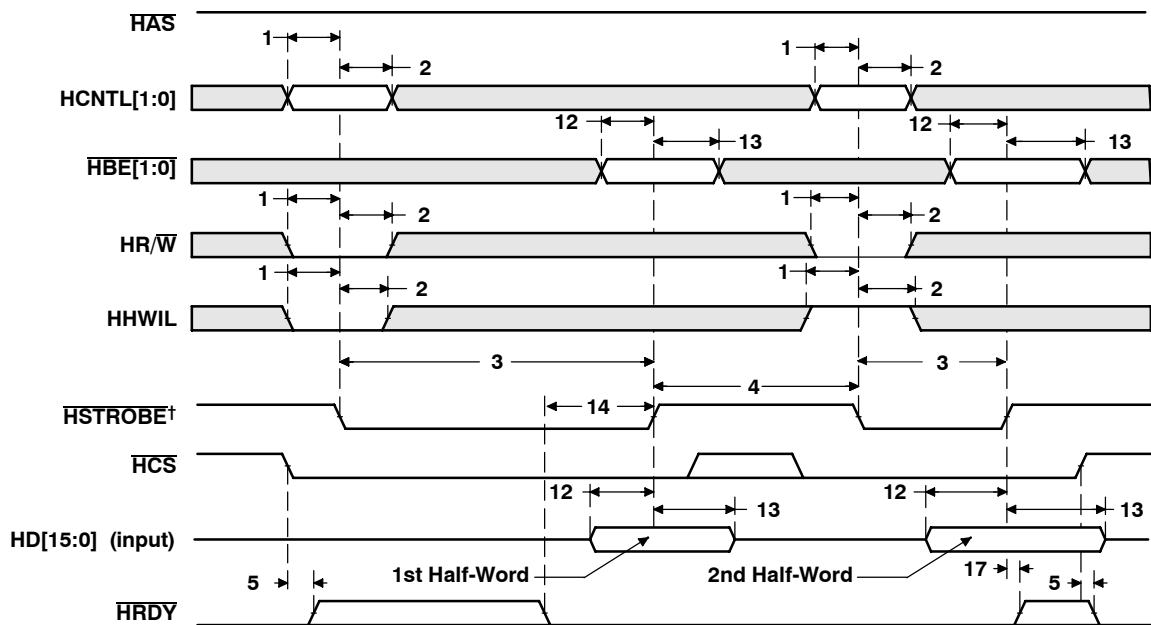 HAS
1
1
2
2
HCNTL[1:0]
12
12
13
13
HBE[1:0]
1
1
2
2
HR/W
1
1
2
2
HHWIL
3
3
4
14
HSTROBE†
HCS
12
12
13
13
HD[15:0] (input)
1st Half-Word
2nd Half-Word
5
17
5
HRDY